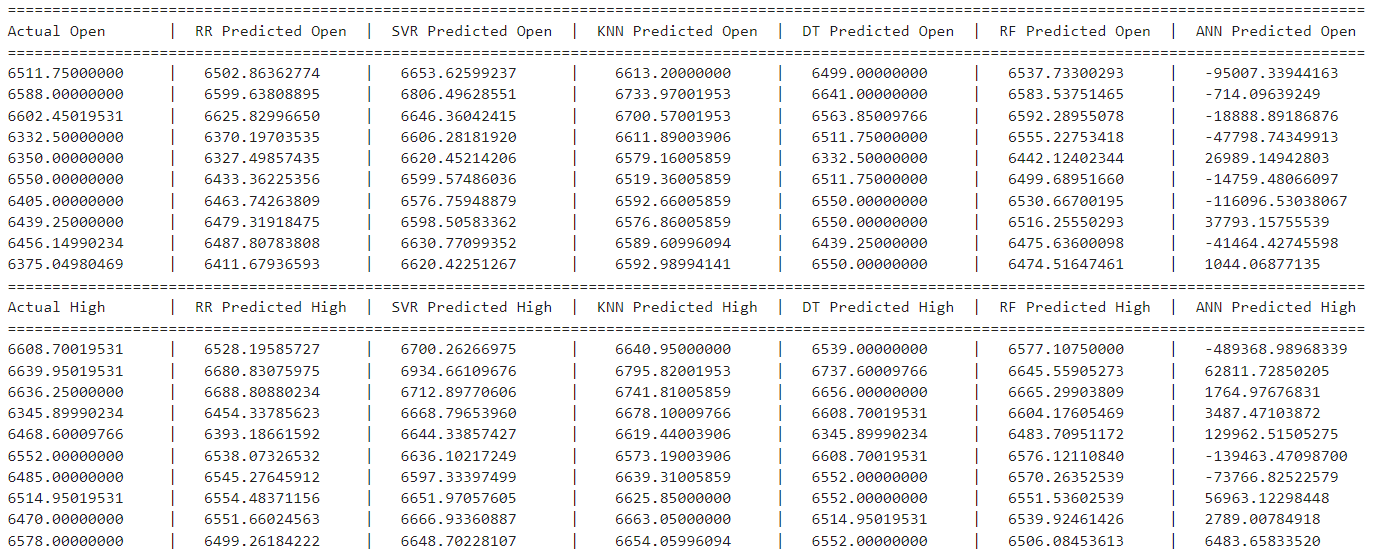 =======================================================================================================================================================
Actual Open | RR Predicted Open | SVR Predicted Open | KNN Predicted Open | DT Predicted Open | RF Predicted Open | ANN Predicted Open
=======================================================================================================================================================
6511.75000000 | 6502.86362774 | 6653.62599237 | 6613.20000000 | 6499.00000000 | 6537.73300293 | -95007.33944163
6588.00000000 | 6599.63808895 | 6806.49628551 | 6733.97001953 | 6641.00000000 | 6583.53751465 | -714.09639249
6602.45019531 | 6625.82996650 | 6646.36042415 | 6700.57001953 | 6563.85009766 | 6592.28955078 | -18888.89186876
6332.50000000 | 6370.19703535 | 6606.28181920 | 6611.89003906 | 6511.75000000 | 6555.22753418 | -47798.74349913
6350.00000000 | 6327.49857435 | 6620.45214206 | 6579.16005859 | 6332.50000000 | 6442.12402344 | 26989.14942803
6550.00000000 | 6433.36225356 | 6599.57486036 | 6519.36005859 | 6511.75000000 | 6499.68951660 | -14759.48066097
6405.00000000 | 6463.74263809 | 6576.75948879 | 6592.66005859 | 6550.00000000 | 6530.66700195 | -116096.53038067
6439.25000000 | 6479.31918475 | 6598.50583362 | 6576.86005859 | 6550.00000000 | 6516.25550293 | 37793.15755539
6456.14990234 | 6487.80783808 | 6630.77099352 | 6589.60996094 | 6439.25000000 | 6475.63600098 | -41464.42745598
6375.04980469 | 6411.67936593 | 6620.42251267 | 6592.98994141 | 6550.00000000 | 6474.51647461 | 1044.06877135
=======================================================================================================================================================
Actual High | RR Predicted High | SVR Predicted High | KNN Predicted High | DT Predicted High | RF Predicted High | ANN Predicted High
=======================================================================================================================================================
6608.70019531 | 6528.19585727 | 6700.26266975 | 6640.95000000 | 6539.00000000 | 6577.10750000 | -489368.98968339
6639.95019531 | 6680.83075975 | 6934.66109676 | 6795.82001953 | 6737.60009766 | 6645.55905273 | 62811.72850205
6636.25000000 | 6688.80880234 | 6712.89770606 | 6741.81005859 | 6656.00000000 | 6665.29903809 | 1764.97676831
6345.89990234 | 6454.33785623 | 6668.79653960 | 6678.10009766 | 6608.70019531 | 6604.17605469 | 3487.47103872
6468.60009766 | 6393.18661592 | 6644.33857427 | 6619.44003906 | 6345.89990234 | 6483.70951172 | 129962.51505275
6552.00000000 | 6538.07326532 | 6636.10217249 | 6573.19003906 | 6608.70019531 | 6576.12110840 | -139463.47098700
6485.00000000 | 6545.27645912 | 6597.33397499 | 6639.31005859 | 6552.00000000 | 6570.26352539 | -73766.82522579
6514.95019531 | 6554.48371156 | 6651.97057605 | 6625.85000000 | 6552.00000000 | 6551.53602539 | 56963.12298448
6470.00000000 | 6551.66024563 | 6666.93360887 | 6663.05000000 | 6514.95019531 | 6539.92461426 | 2789.00784918
6578.00000000 | 6499.26184222 | 6648.70228107 | 6654.05996094 | 6552.00000000 | 6506.08453613 | 6483.65833520